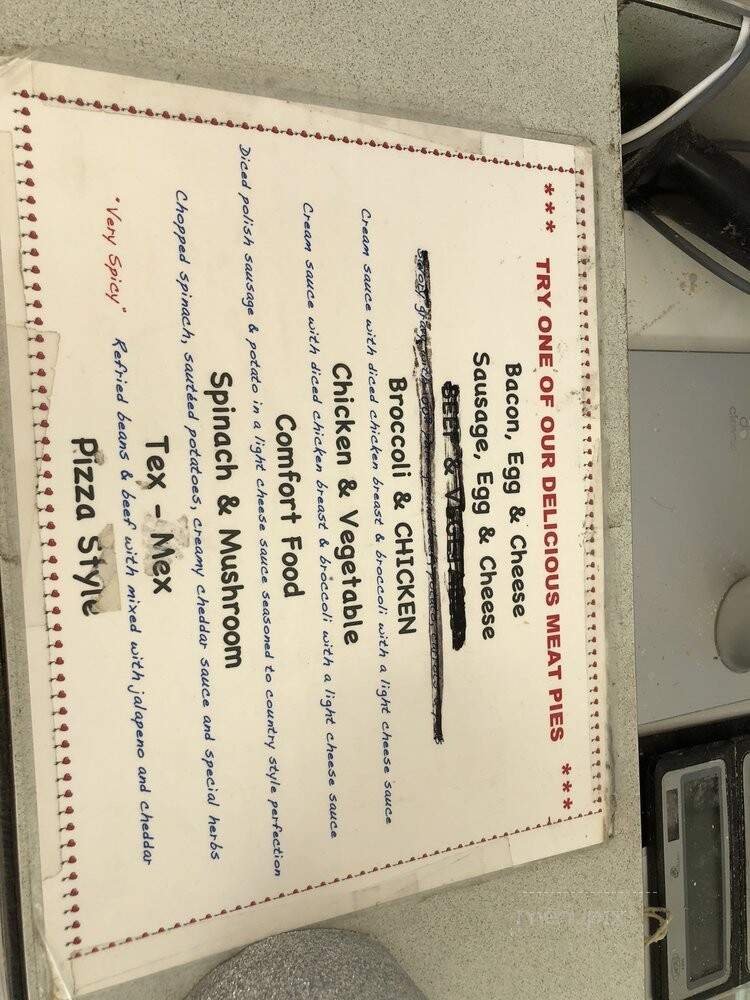 *** TRY ONE OF OUR DELICIOUS MEAT PIES ***
Bacon, Egg & Cheese
Sausage, Egg & Cheese
BEEF &
Broccoli & CHICKEN
Cream sauce with diced chicken breast & broccoli with a light cheese sauce
Chicken & Vegetable
Cream sauce with diced chicken breast & broccoli with a light cheese sauce
Comfort Food
Diced polish sausage & potato in a light cheese sauce seasoned to country style perfection
Spinach & Mushroom
Chopped spinach, sautéed potatoes, creamy cheddar sauce and special herbs
Tex - Mex
"Very Spicy" Refried beans & beef with mixed with jalapeno and cheddar
Pizza Style
menupix